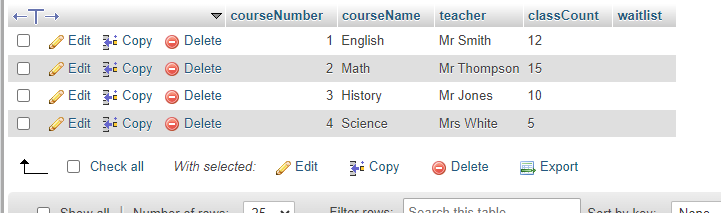 courseNumber courseName teacher classCount waitlist
Edit Copy Delete 1 English Mr Smith 12
Edit Copy Delete 2 Math Mr Thompson 15
Edit Copy Delete 3 History Mr Jones 10
Edit Copy Delete 4 Science Mrs White 5
Check all With selected: Edit Copy Delete Export
Show all Number of rows: 25 Filter rows: Search this table Sort by key: None